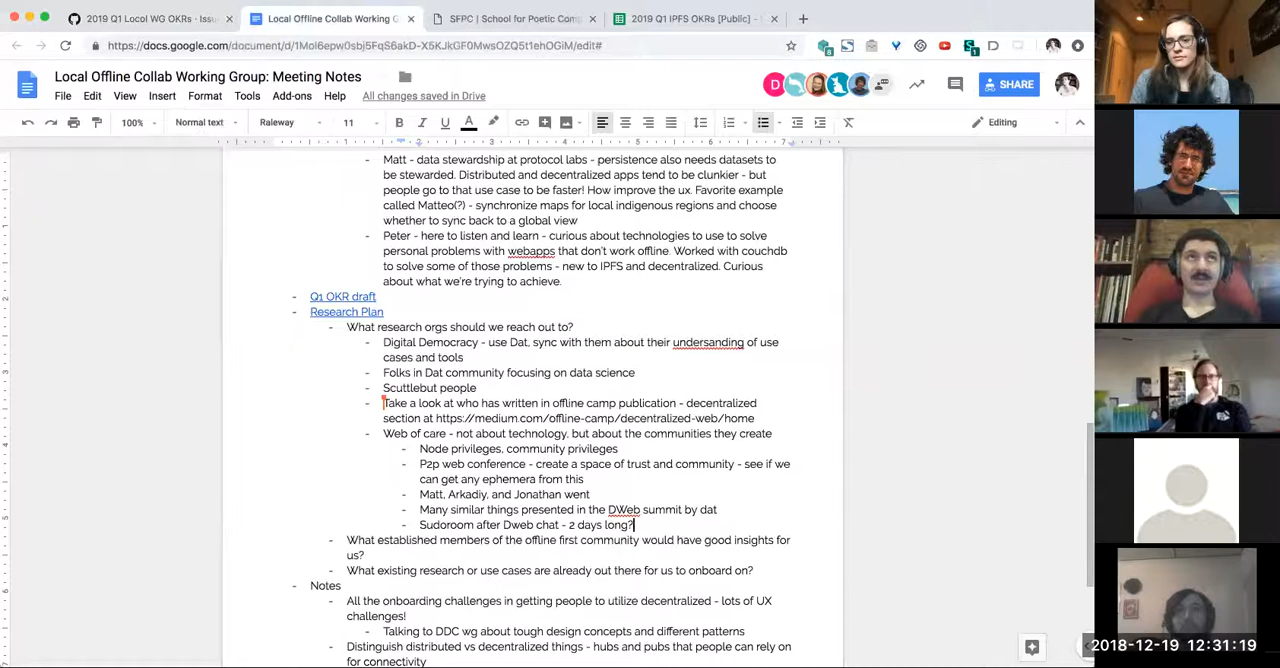 2019 Q1 Locol WG OKRs · Issu
Local Offline Collab Working G
SFPC | School for Poetic Comp
2019 Q1 IPFS OKRs [Public] -
https://docs.google.com/document/d/1Mol6epw0sbj5FqS6akD-X5KJkGF0MwsOZQ5t1ehOGiM/edit#
Local Offline Collab Working Group: Meeting Notes
File Edit View Insert Format Tools Add-ons Help All changes saved in Drive
D
SHARE
100% Normal text Raleway 11 B I U A Editing
- Matt - data stewardship at protocol labs - persistence also needs datasets to
be stewarded. Distributed and decentralized apps tend to be clunkier - but
people go to that use case to be faster! How improve the ux. Favorite example
called Matteo(?) - synchronize maps for local indigenous regions and choose
whether to sync back to a global view
- Peter - here to listen and learn - curious about technologies to use to solve
personal problems with webapps that don't work offline. Worked with couchdb
to solve some of those problems - new to IPFS and decentralized. Curious
about what we're trying to achieve.
- Q1 OKR draft
- Research Plan
- What research orgs should we reach out to?
- Digital Democracy - use Dat, sync with them about their undersanding of use
cases and tools
- Folks in Dat community focusing on data science
- Scuttlebut people
- Take a look at who has written in offline camp publication - decentralized
section at https://medium.com/offline-camp/decentralized-web/home
- Web of care - not about technology, but about the communities they create
- Node privileges, community privileges
- P2p web conference - create a space of trust and community - see if we
can get any ephemera from this
- Matt, Arkadiy, and Jonathan went
- Many similar things presented in the DWeb summit by dat
- Sudoroom after Dweb chat - 2 days long?
- What established members of the offline first community would have good insights for
us?
- What existing research or use cases are already out there for us to onboard on?
- Notes
- All the onboarding challenges in getting people to utilize decentralized - lots of UX
challenges!
- Talking to DDC wg about tough design concepts and different patterns
- Distinguish distributed vs decentralized things - hubs and pubs that people can rely on
for connectivity
2018-12-19 12:31:19